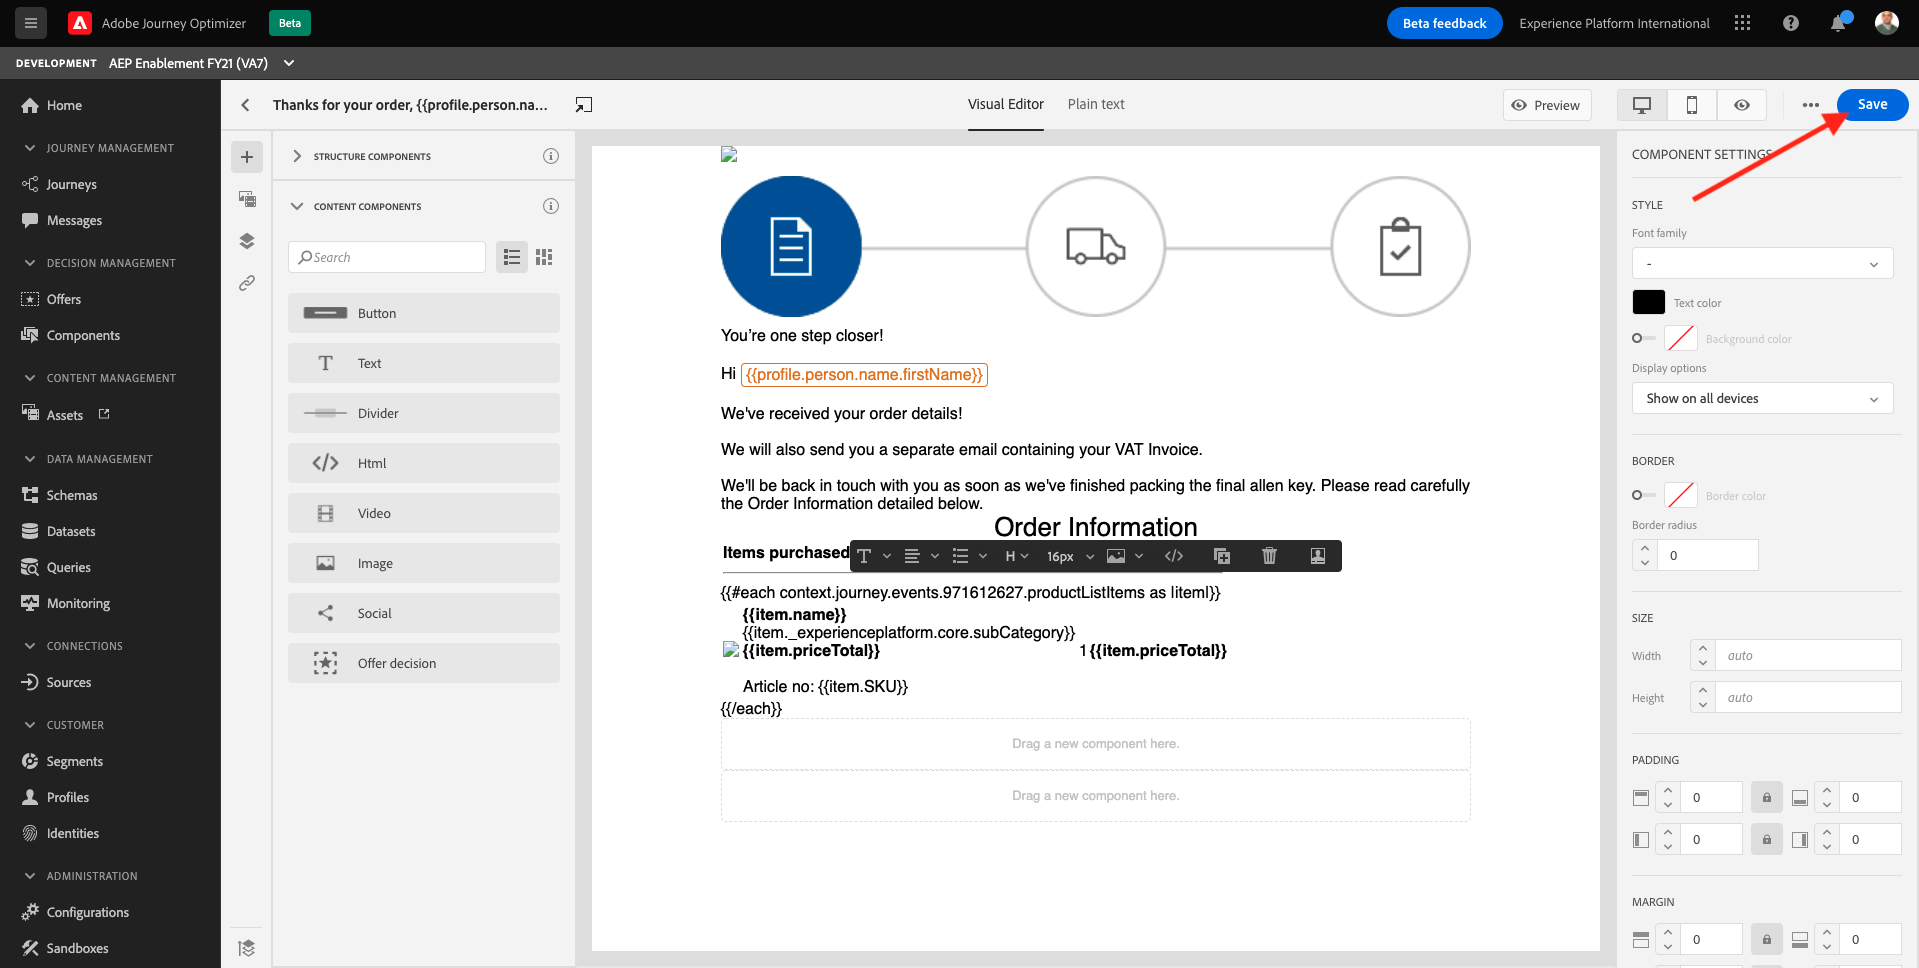 Adobe Journey Optimizer
Beta
Beta feedback
Experience Platform International
DEVELOPMENT
AEP Enablement FY21 (VA7)
Home
JOURNEY MANAGEMENT
Journeys
Messages
DECISION MANAGEMENT
Offers
Components
CONTENT MANAGEMENT
Assets
DATA MANAGEMENT
Schemas
Datasets
Queries
Monitoring
CONNECTIONS
Sources
CUSTOMER
Segments
Profiles
Identities
ADMINISTRATION
Configurations
Sandboxes
Thanks for your order, {{profile.person.na...
Visual Editor
Plain text
Preview
Save
STRUCTURE COMPONENTS
CONTENT COMPONENTS
Search
Button
Text
Divider
Html
Video
Image
Social
Offer decision
You're one step closer!
Hi {{profile.person.name.firstName}}
We've received your order details!
We will also send you a separate email containing your VAT Invoice.
We'll be back in touch with you as soon as we've finished packing the final allen key. Please read carefully
the Order Information detailed below.
Order Information
Items purchased
H
16px
{{#each context.journey.events.971612627.productListItems as |item|}}
{{item.name}}
{{item._experienceplatform.core.subCategory}}
{{item.priceTotal}}
1 {{item.priceTotal}}
Article no: {{item.SKU}}
{{/each}}
Drag a new component here.
Drag a new component here.
COMPONENT SETTINGS
STYLE
Font family
-
Text color
Background color
Display options
Show on all devices
BORDER
Border color
Border radius
0
SIZE
Width
auto
Height
auto
PADDING
0
0
0
0
MARGIN
0
0